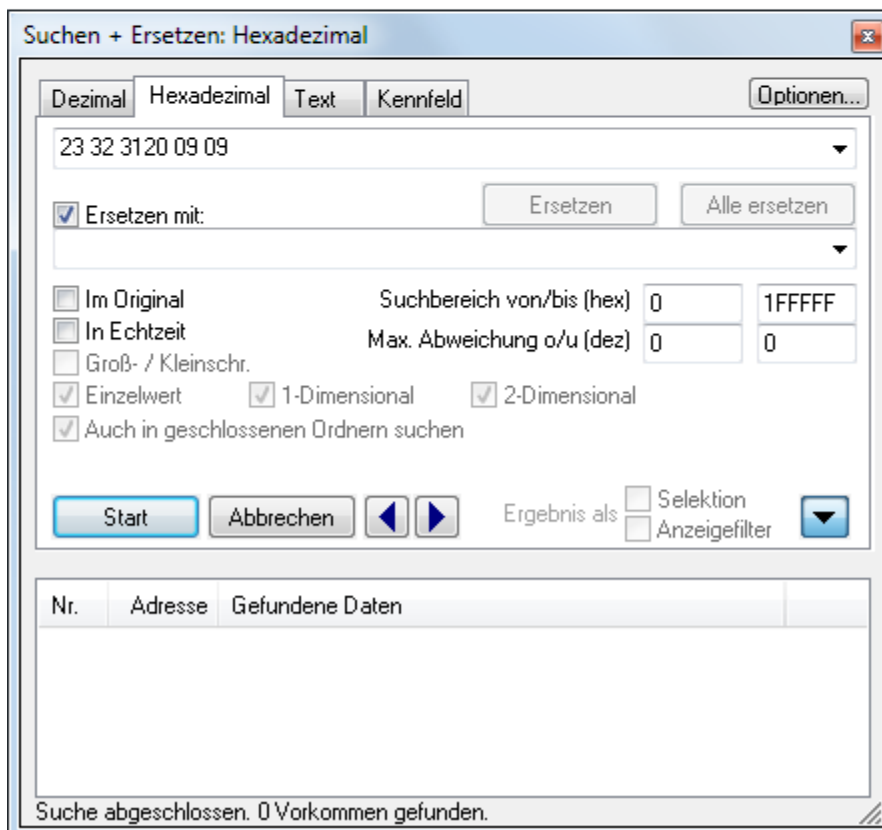 Suchen + Ersetzen: Hexadezimal
Dezimal Hexadezimal Text Kennfeld Optionen...
23 32 3120 09 09
Ersetzen mit: Ersetzen Alle ersetzen
Im Original Suchbereich von/bis (hex) 0 1FFFFF
In Echtzeit Max. Abweichung o/u (dez) 0 0
Groß- / Kleinschr.
Einzelwert 1-Dimensional 2-Dimensional
Auch in geschlossenen Ordnern suchen
Start Abbrechen Ergebnis als Selektion
Anzeigefilter
Nr. Adresse Gefundene Daten
Suche abgeschlossen. 0 Vorkommen gefunden.